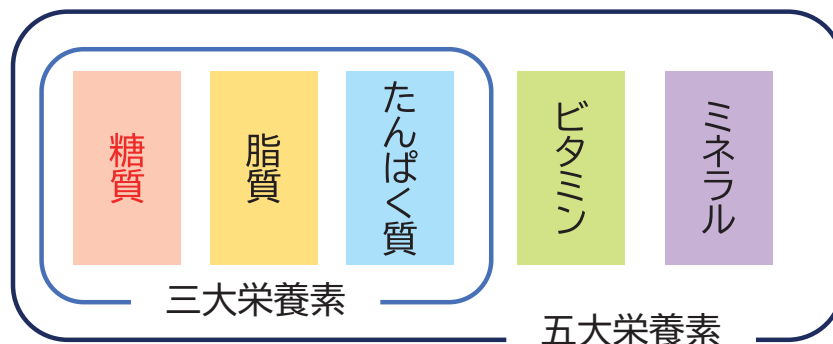 糖質
脂質
たんぱく質
ビタミン
ミネラル
三大栄養素
五大栄養素